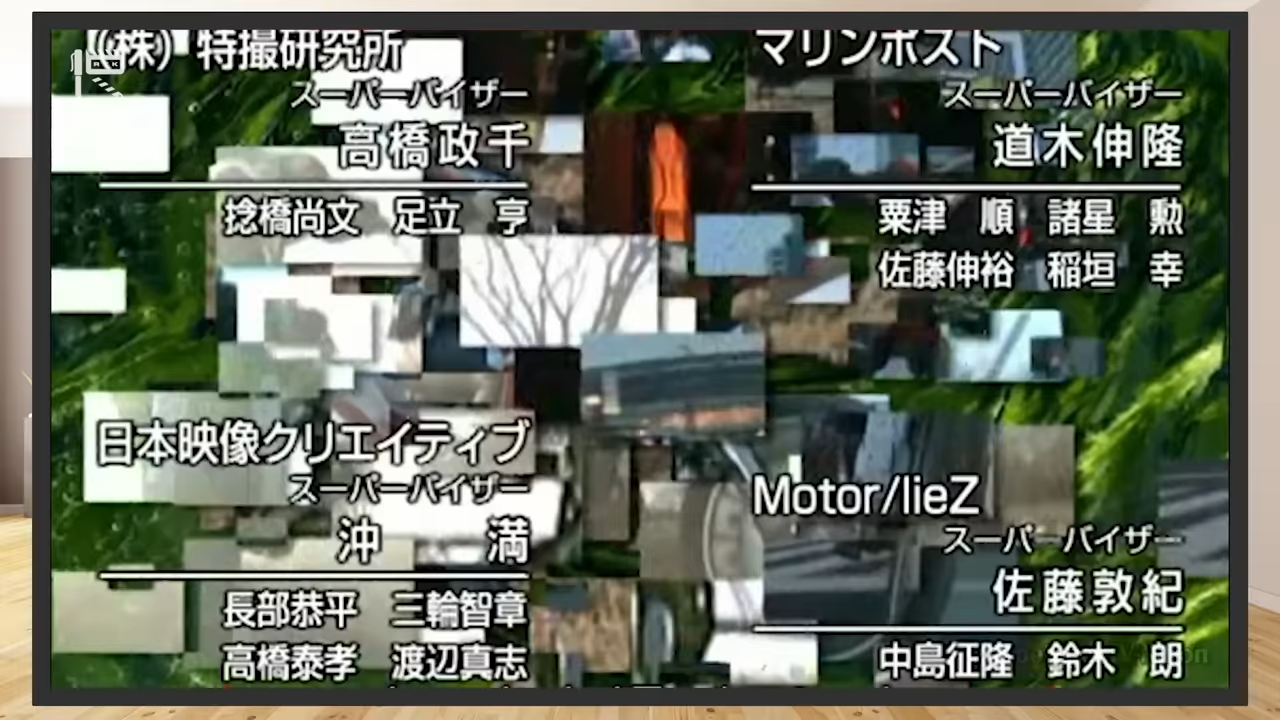 (株) 特撮研究所
スーパーバイザー
高橋政千
捻橋尚文 足立 亨
マリンポスト
スーパーバイザー
道木伸隆
粟津 順 諸星 勲
佐藤伸裕 稲垣 幸
日本映像クリエイティブ
スーパーバイザー
沖 満
長部恭平 三輪智章
高橋泰孝 渡辺真志
Motor/lieZ
スーパーバイザー
佐藤敦紀
中島征隆 鈴木 朗